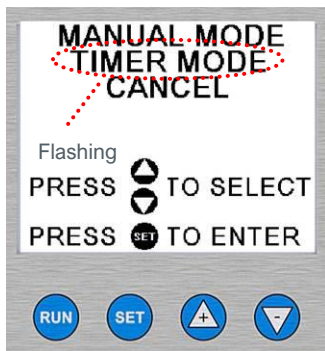 MANUAL MODE
TIMER MODE
CANCEL
Flashing
PRESS TO SELECT
PRESS SET TO ENTER
RUN SET + -